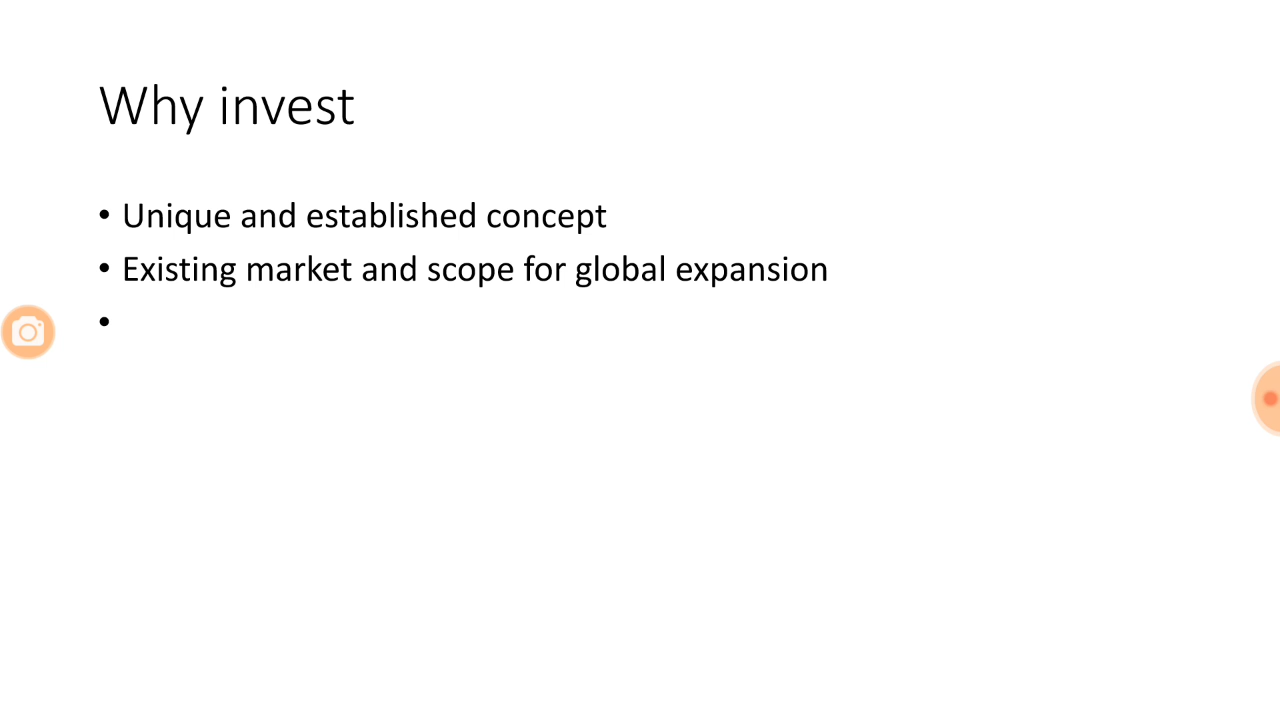 Why invest
• Unique and established concept
• Existing market and scope for global expansion
•